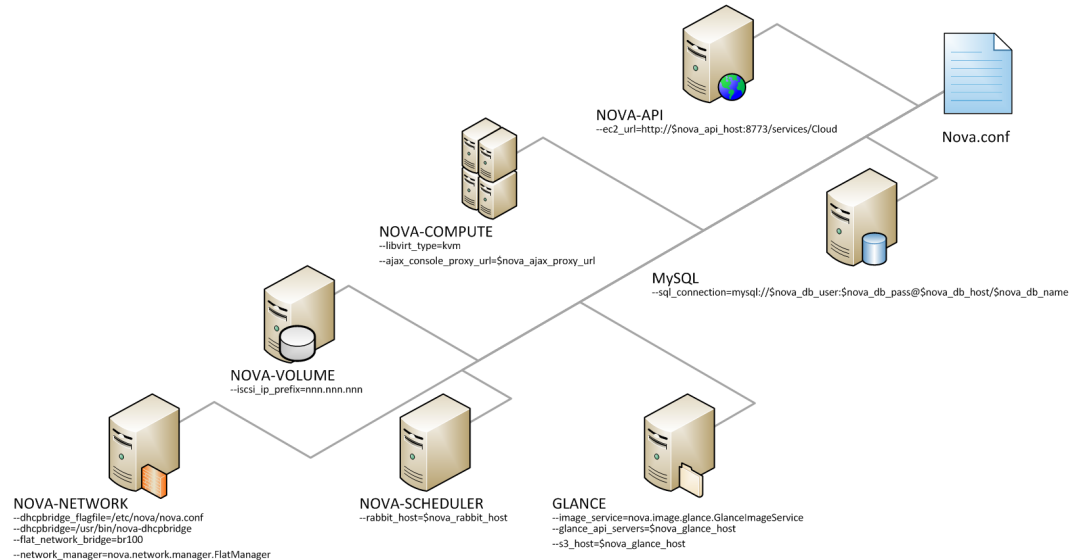 NOVA-API
--ec2_url=http://$nova_api_host:8773/services/Cloud
Nova.conf
NOVA-COMPUTE
--libvirt_type=kvm
--ajax_console_proxy_url=$nova_ajax_proxy_url
MySQL
--sql_connection=mysql://$nova_db_user:$nova_db_pass@$nova_db_host/$nova_db_name
NOVA-VOLUME
--iscsi_ip_prefix=nnn.nnn.nnn
NOVA-NETWORK
--dhcpbridge_flagfile=/etc/nova/nova.conf
--dhcpbridge=/usr/bin/nova-dhcpbridge
--flat_network_bridge=br100
--network_manager=nova.network.manager.FlatManager
NOVA-SCHEDULER
--rabbit_host=$nova_rabbit_host
GLANCE
--image_service=nova.image.glance.GlanceImageService
--glance_api_servers=$nova_glance_host
--s3_host=$nova_glance_host